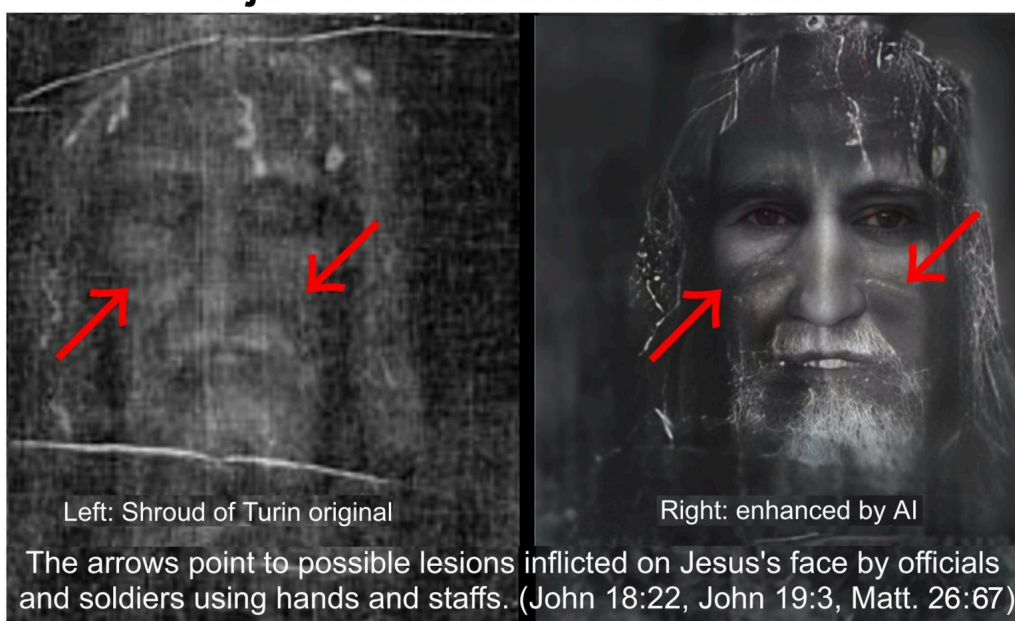 Left: Shroud of Turin original
Right: enhanced by AI
The arrows point to possible lesions inflicted on Jesus's face by officials
and soldiers using hands and staffs. (John 18:22, John 19:3, Matt. 26:67)